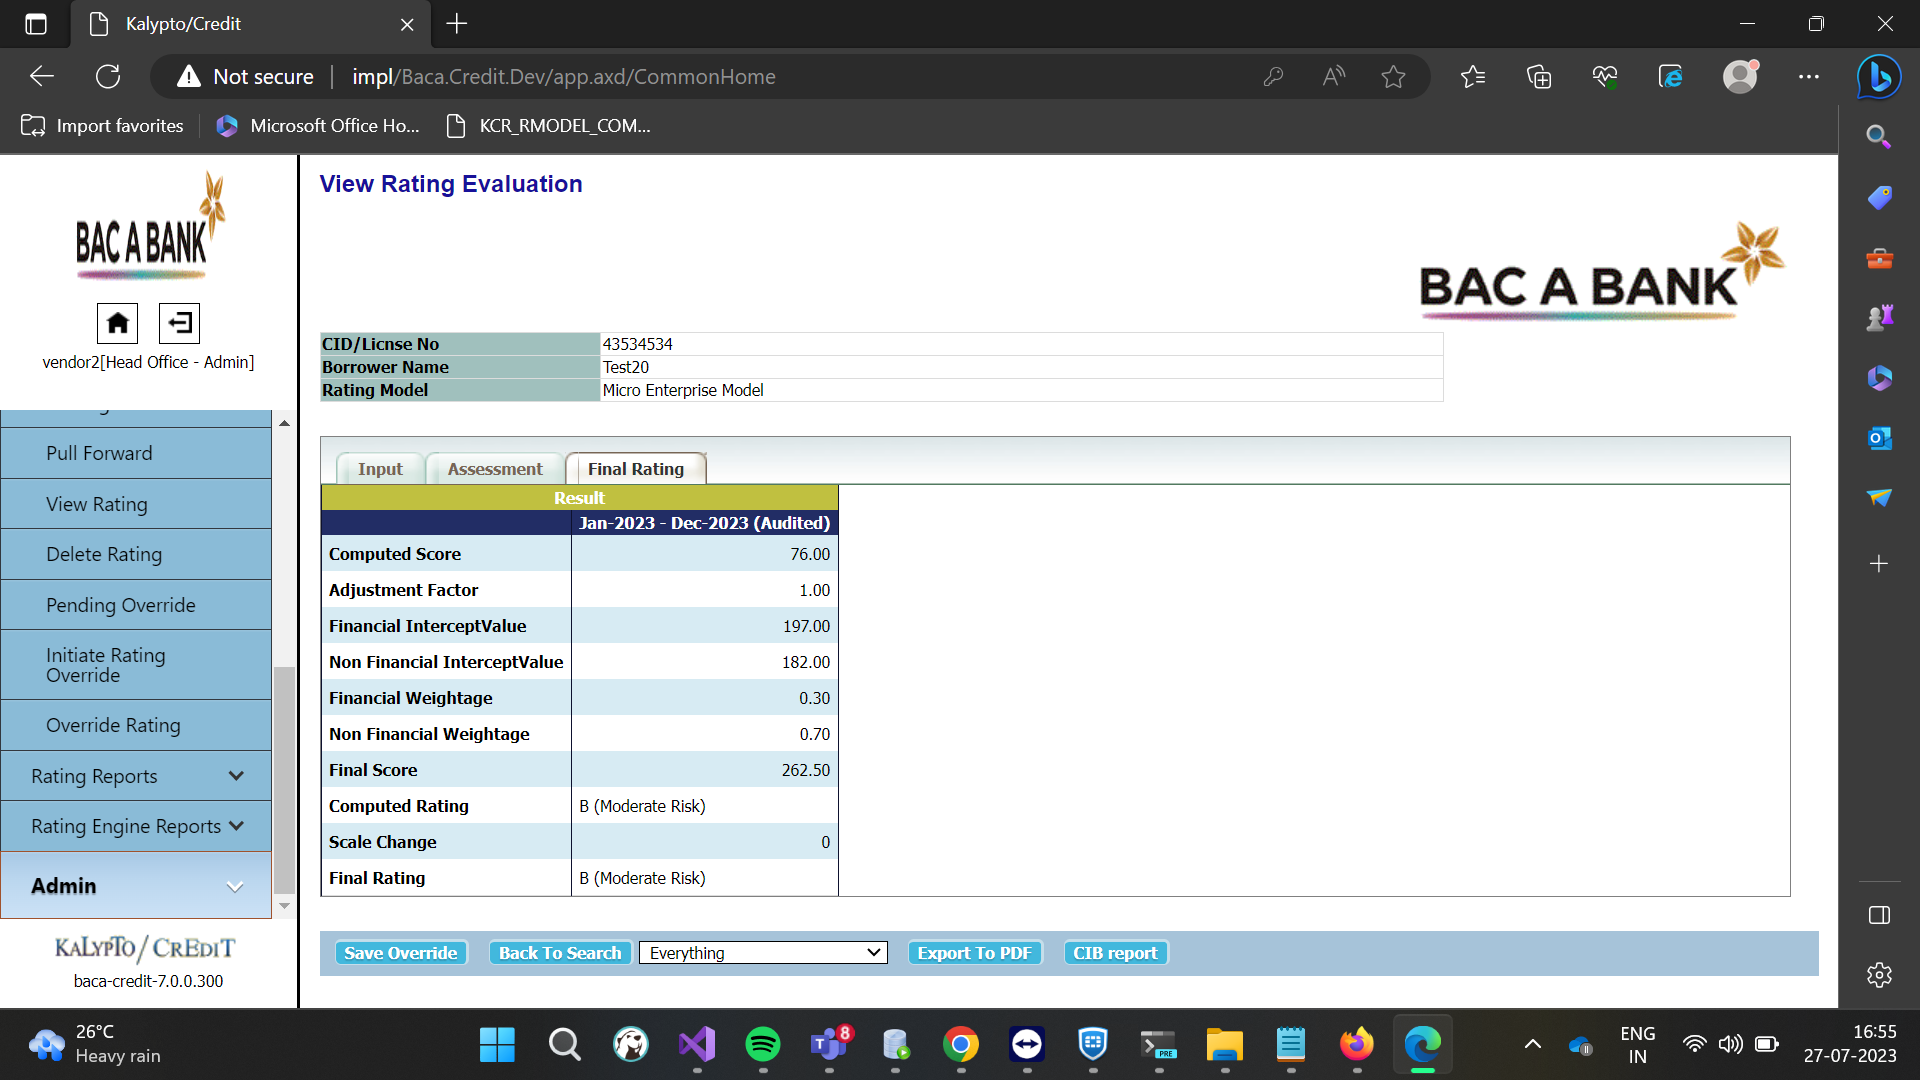 Kalypto/Credit
Not secure
impl/Baca.Credit.Dev/app.axd/CommonHome
Import favorites
Microsoft Office Ho...
KCR_RMODEL_COM...
BAC A BANK
vendor2[Head Office - Admin]
Pull Forward
View Rating
Delete Rating
Pending Override
Initiate Rating
Override
Override Rating
Rating Reports
Rating Engine Reports
Admin
KALYPTO/CREDIT
baca-credit-7.0.0.300
View Rating Evaluation
BAC A BANK
CID/Licnse No 43534534
Borrower Name Test20
Rating Model Micro Enterprise Model
Input Assessment Final Rating
Result
Jan-2023 - Dec-2023 (Audited)
Computed Score 76.00
Adjustment Factor 1.00
Financial InterceptValue 197.00
Non Financial InterceptValue 182.00
Financial Weightage 0.30
Non Financial Weightage 0.70
Final Score 262.50
Computed Rating B (Moderate Risk)
Scale Change 0
Final Rating B (Moderate Risk)
Save Override Back To Search Everything Export To PDF CIB report
26°C
Heavy rain
8
PRE
ENG
IN
16:55
27-07-2023